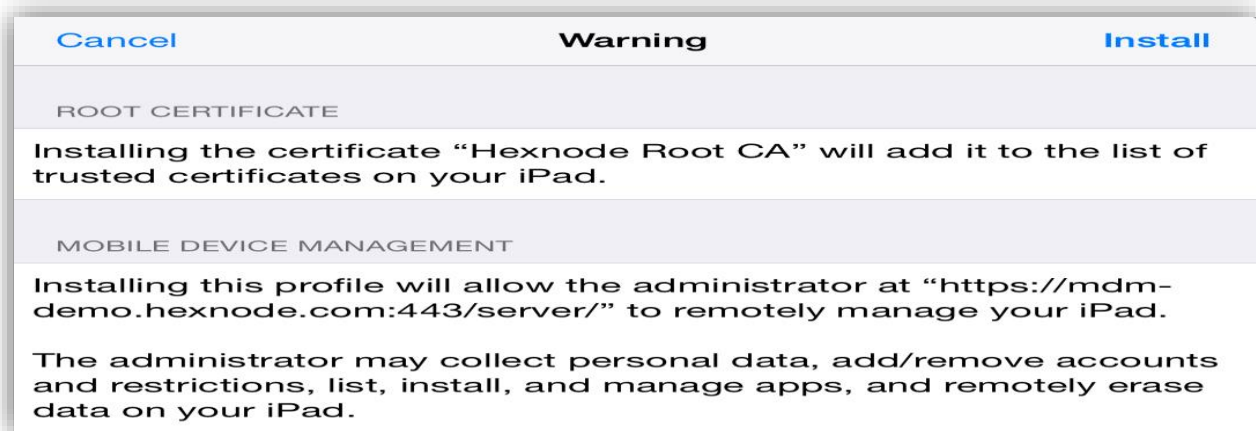 Cancel Warning Install
ROOT CERTIFICATE
Installing the certificate “Hexnode Root CA” will add it to the list of
trusted certificates on your iPad.
MOBILE DEVICE MANAGEMENT
Installing this profile will allow the administrator at “https://mdm-
demo.hexnode.com:443/server/” to remotely manage your iPad.
The administrator may collect personal data, add/remove accounts
and restrictions, list, install, and manage apps, and remotely erase
data on your iPad.